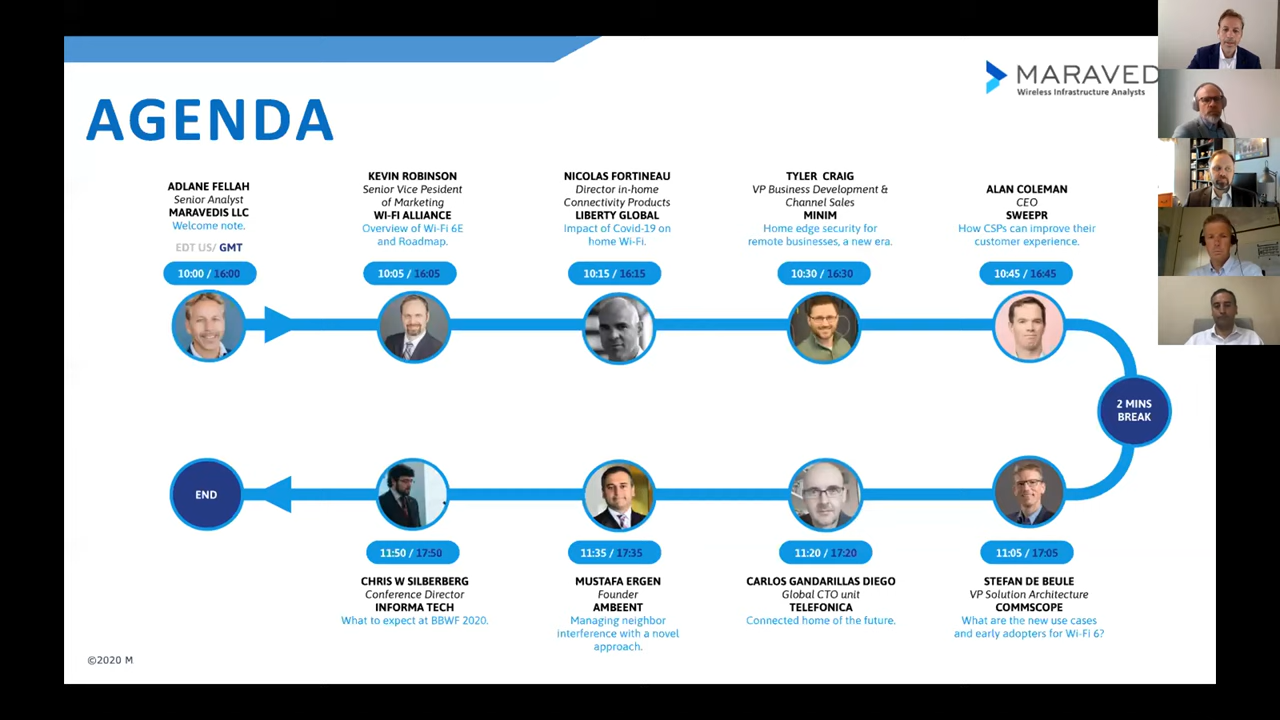 MARAVED
Wireless Infrastructure Analysts
AGENDA
ADLANE FELLAH
Senior Analyst
MARAVEDIS LLC
Welcome note.
EDT US/ GMT
10:00 / 16:00
KEVIN ROBINSON
Senior Vice Pesident
of Marketing
WI-FI ALLIANCE
Overview of Wi-Fi 6E
and Roadmap.
10:05 / 16:05
NICOLAS FORTINEAU
Director in-home
Connectivity Products
LIBERTY GLOBAL
Impact of Covid-19 on
home Wi-Fi.
10:15 / 16:15
TYLER CRAIG
VP Business Development &
Channel Sales
MINIM
Home edge security for
remote businesses, a new era.
10:30 / 16:30
ALAN COLEMAN
CEO
SWEEPR
How CSPs can improve their
customer experience.
10:45 / 16:45
2 MINS
BREAK
END
11:50 / 17:50
CHRIS W SILBERBERG
Conference Director
INFORMA TECH
What to expect at BBWF 2020.
11:35 / 17:35
MUSTAFA ERGEN
Founder
AMBEENT
Managing neighbor
interference with a novel
approach.
11:20 / 17:20
CARLOS GANDARILLAS DIEGO
Global CTO unit
TELEFONICA
Connected home of the future.
11:05 / 17:05
STEFAN DE BEULE
VP Solution Architecture
COMMSCOPE
What are the new use cases
and early adopters for Wi-Fi 6?
©2020 M